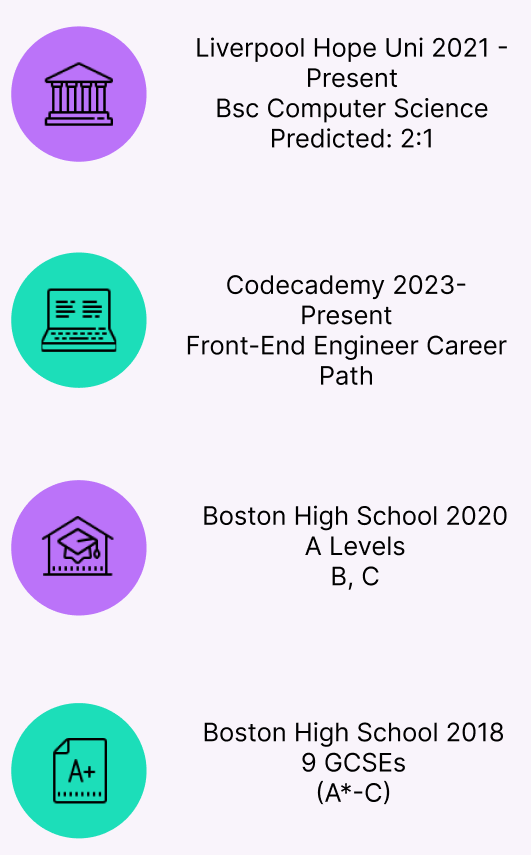 Liverpool Hope Uni 2021 -
Present
Bsc Computer Science
Predicted: 2:1
Codecademy 2023-
Present
Front-End Engineer Career
Path
Boston High School 2020
A Levels
B, C
A+
Boston High School 2018
9 GCSEs
(A*-C)